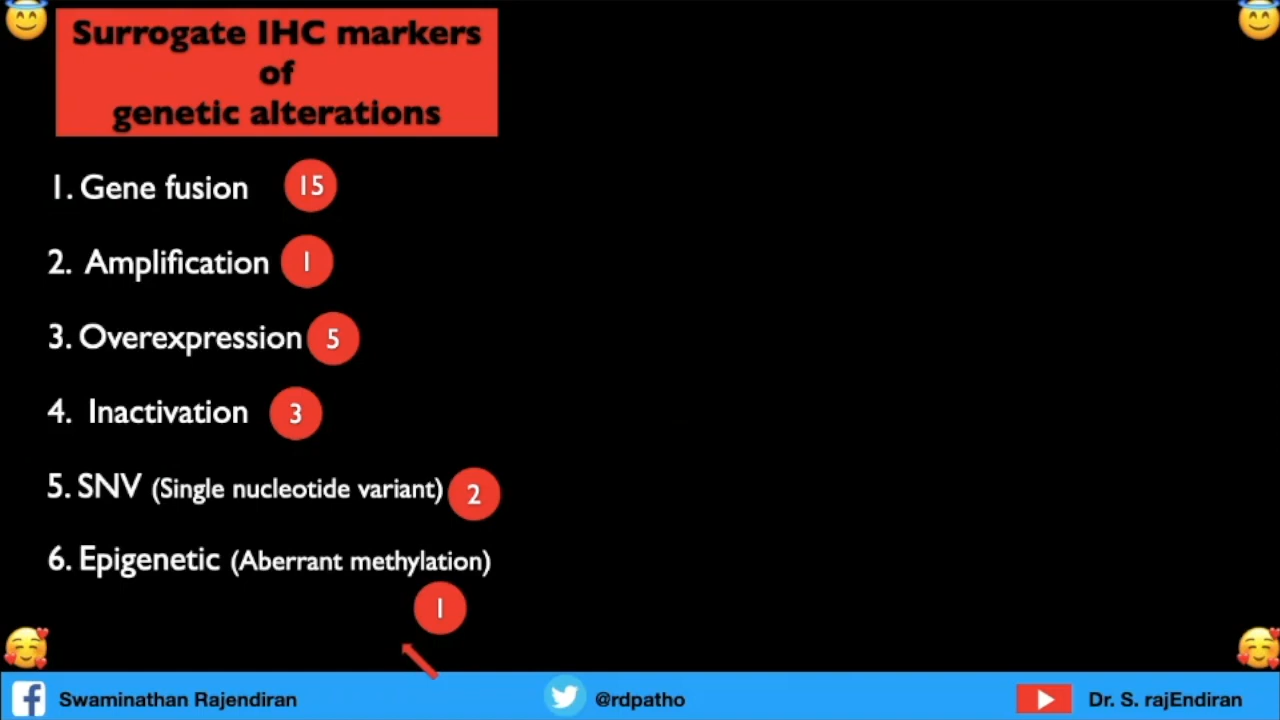 Surrogate IHC markers
of
genetic alterations
1. Gene fusion 15
2. Amplification 1
3. Overexpression 5
4. Inactivation 3
5. SNV (Single nucleotide variant) 2
6. Epigenetic (Aberrant methylation)
1
Swaminathan Rajendiran @rdpatho Dr. S. rajEndiran